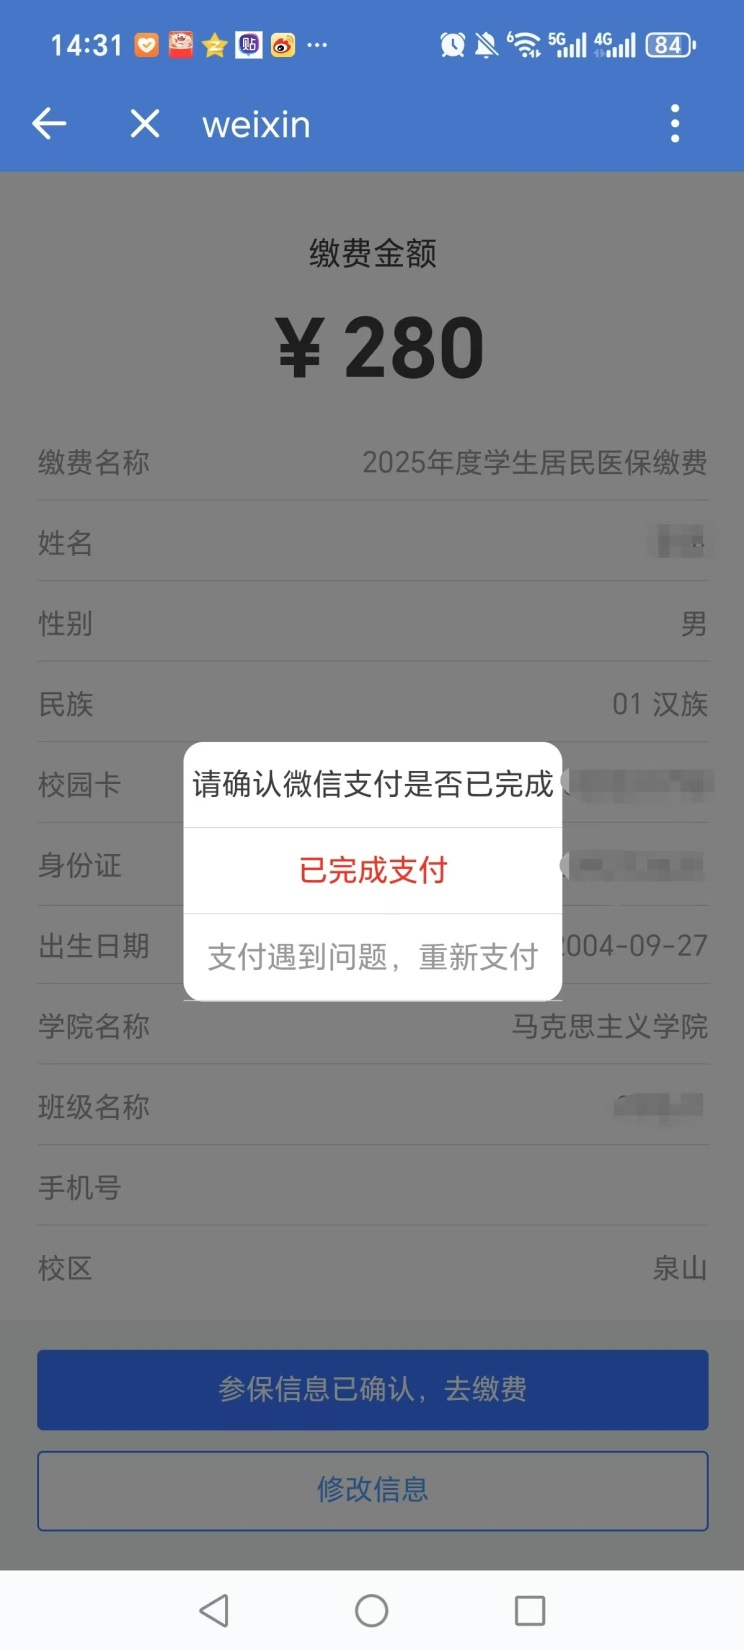 14:31 贴 ··· 6 5G 4G 84
weixin
缴费金额
¥ 280
缴费名称 2025年度学生居民医保缴费
姓名
性别 男
民族 01 汉族
校园卡
请确认微信支付是否已完成
身份证
已完成支付
出生日期 2004-09-27
支付遇到问题，重新支付
学院名称 马克思主义学院
班级名称
手机号
校区 泉山
参保信息已确认，去缴费
修改信息